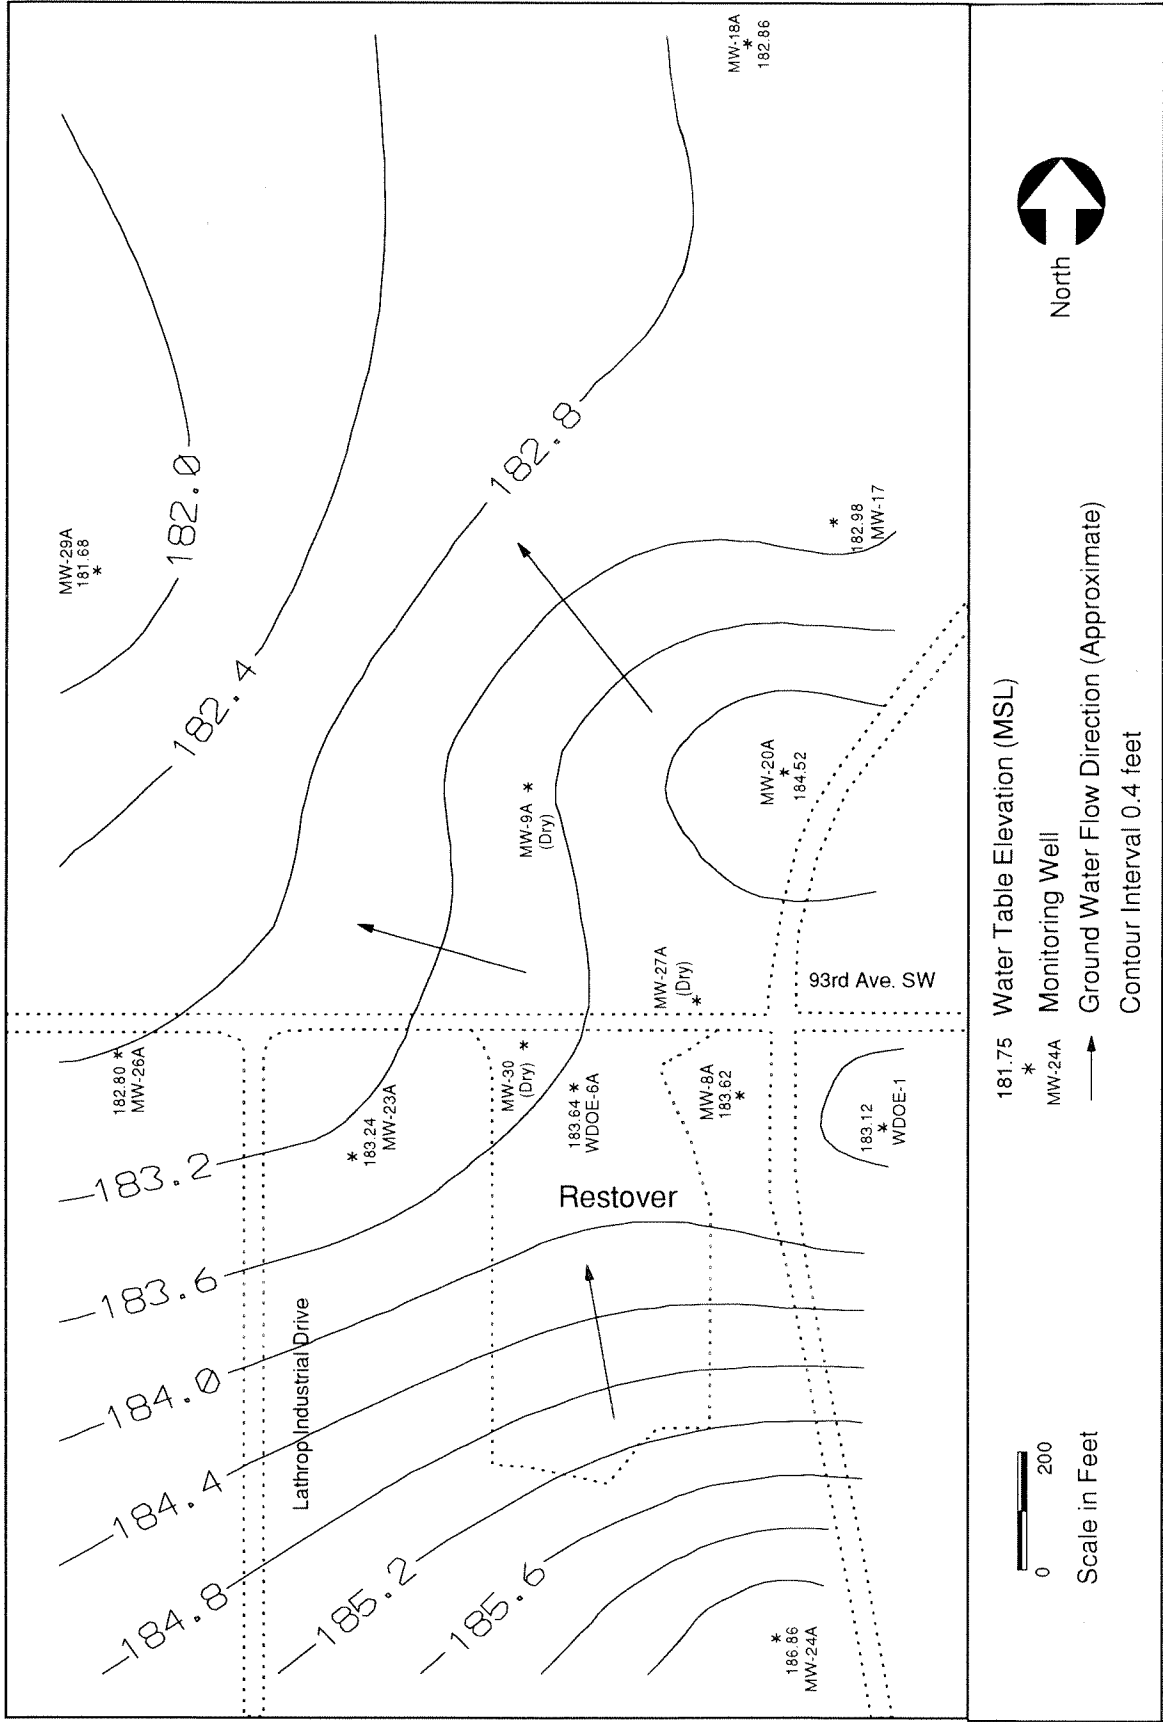 MW-18A
182.86
MW-29A
181.68
182.0
182.8
182.4
182.98
MW-17
MW-20A
184.52
MW-9A
(Dry)
MW-27A
(Dry)
93rd Ave. SW
182.80
MW-26A
183.24
MW-23A
MW-30
(Dry)
183.64
WDOE-6A
MW-8A
183.62
183.12
WDOE-1
Restover
183.2
183.6
184.0
184.4
184.8
185.2
185.6
Lathrop Industrial Drive
186.86
MW-24A
181.75 Water Table Elevation (MSL)
*
MW-24A Monitoring Well
Ground Water Flow Direction (Approximate)
Contour Interval 0.4 feet
North
0 200
Scale in Feet